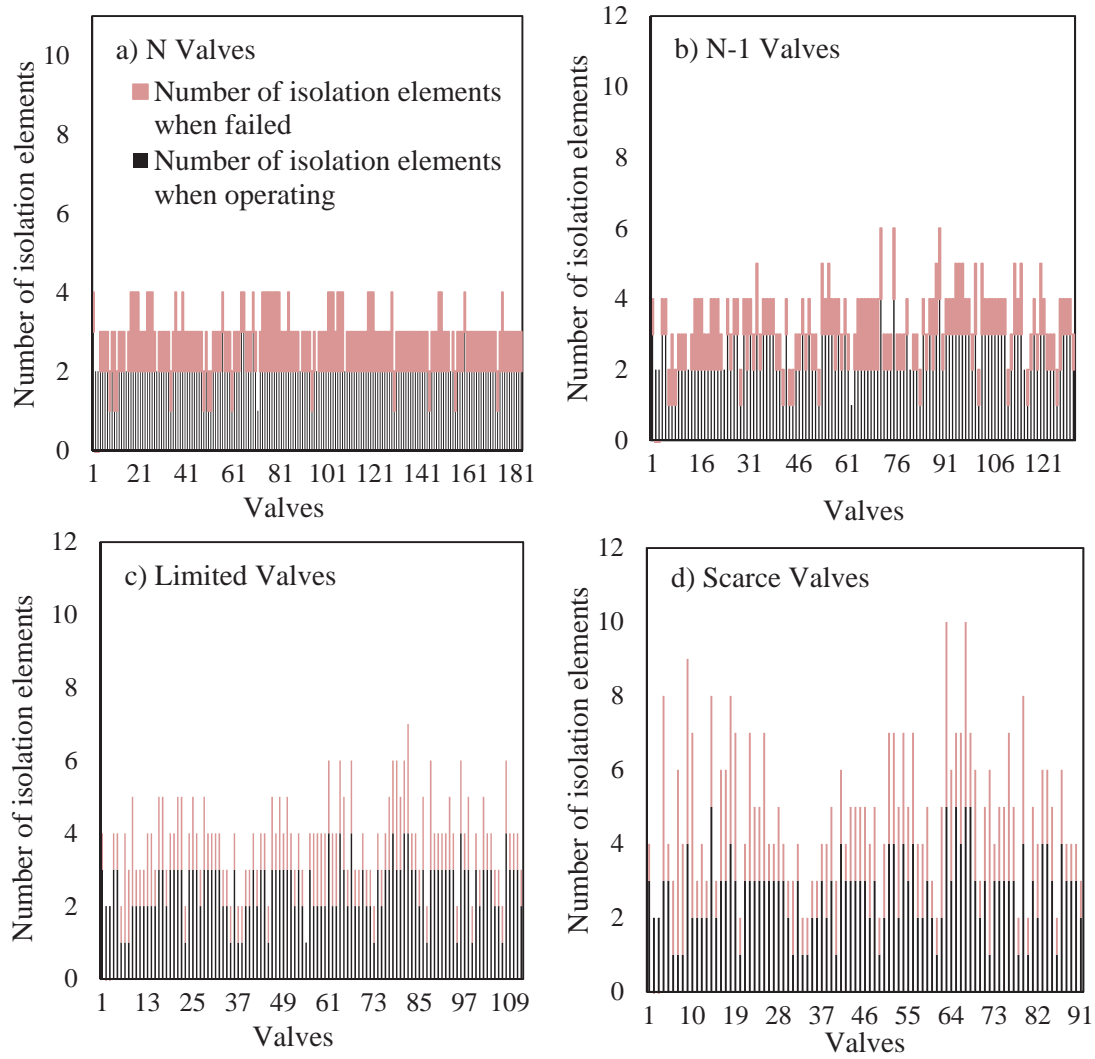 a) N Valves
Number of isolation elements
when failed
Number of isolation elements
when operating
Number of isolation elements
10
8
6
4
2
0
1 21 41 61 81 101 121 141 161 181
Valves
b) N-1 Valves
Number of isolation elements
12
10
8
6
4
2
0
1 16 31 46 61 76 91 106 121
Valves
c) Limited Valves
Number of isolation elements
12
10
8
6
4
2
0
1 13 25 37 49 61 73 85 97 109
Valves
d) Scarce Valves
Number of isolation elements
12
10
8
6
4
2
0
1 10 19 28 37 46 55 64 73 82 91
Valves